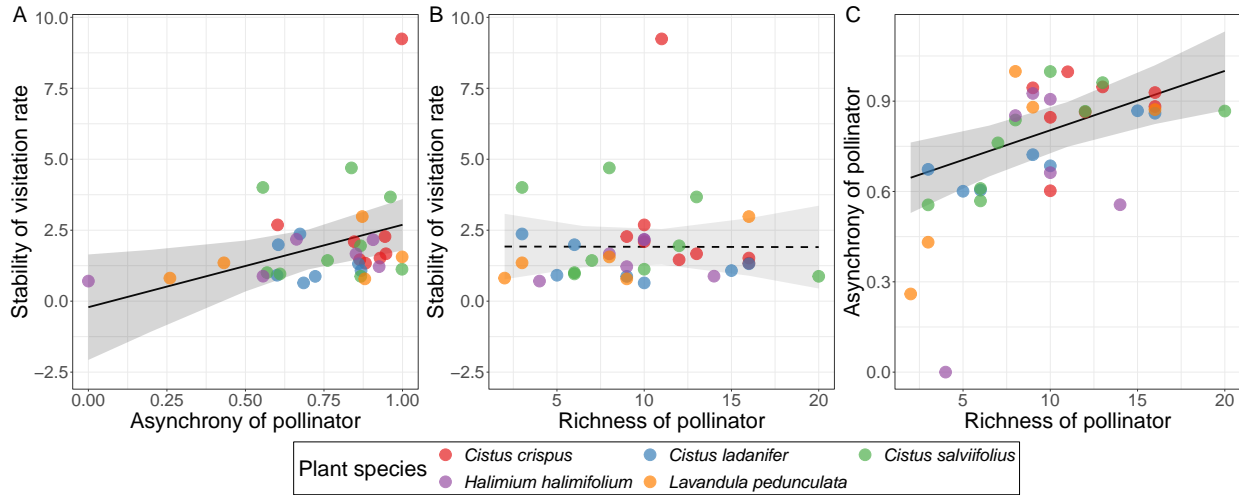 A
B
C
Stability of visitation rate
10.0
7.5
5.0
2.5
0.0
−2.5
0.00
0.25
0.50
0.75
1.00
Asynchrony of pollinator
Stability of visitation rate
10.0
7.5
5.0
2.5
0.0
−2.5
5
10
15
20
Richness of pollinator
Asynchrony of pollinator
0.9
0.6
0.3
0.0
5
10
15
20
Richness of pollinator
Plant species
Cistus crispus
Cistus ladanifer
Cistus salviifolius
Halimium halimifolium
Lavandula pedunculata